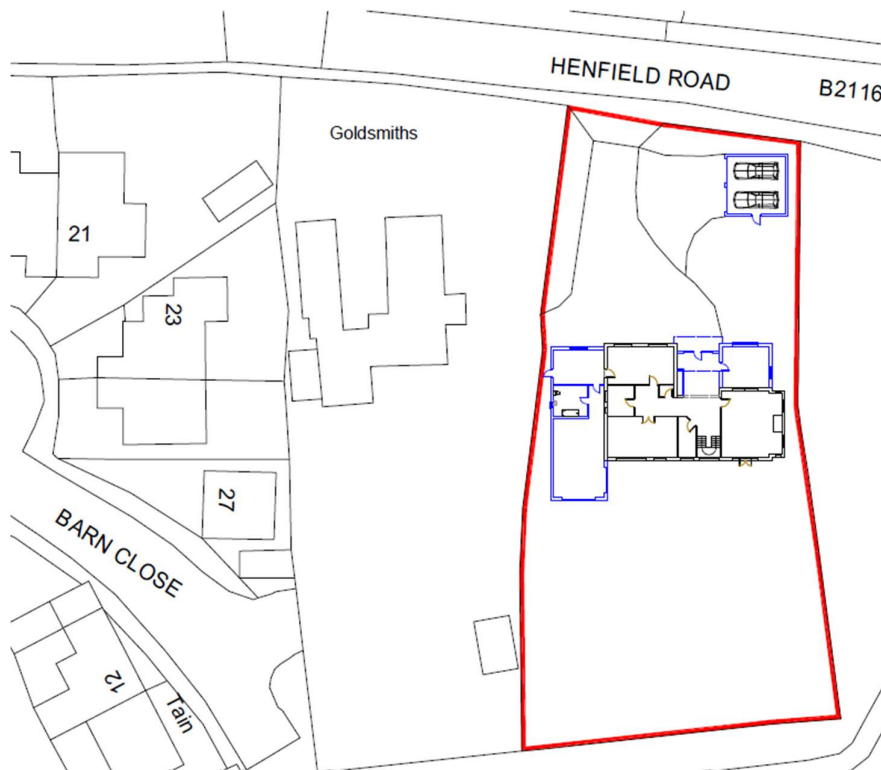 HENFIELD ROAD
B2116
Goldsmiths
21
23
27
BARN CLOSE
12
Tain